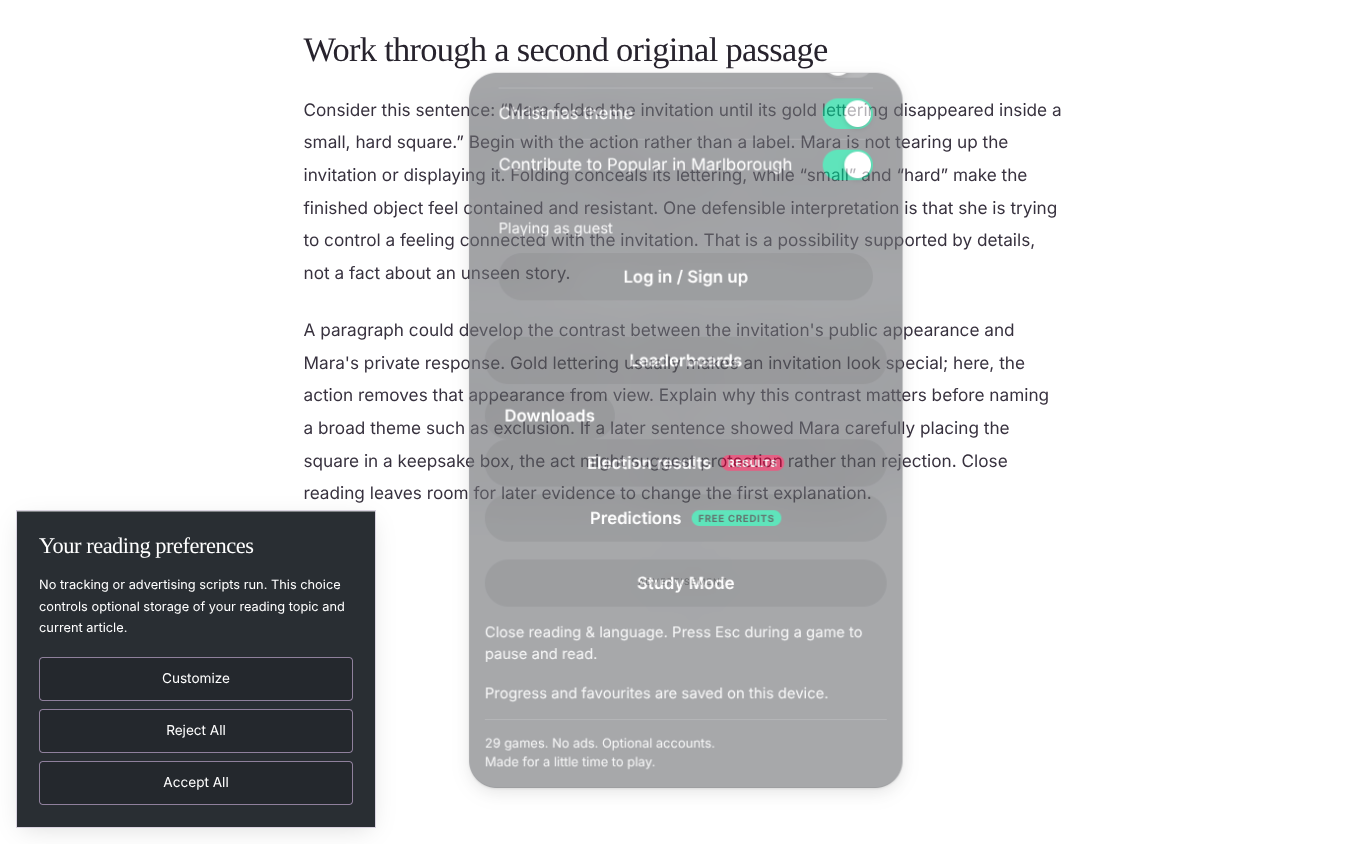 Work through a second original passage
Consider this sentence: “Mara folded the invitation until its gold lettering disappeared inside a
small, hard square.” Begin with the action rather than a label. Mara is not tearing up the
invitation or displaying it. Folding conceals its lettering, while “small” and “hard” make the
finished object feel contained and resistant. One defensible interpretation is that she is trying
to control a feeling connected with the invitation. That is a possibility supported by details,
not a fact about an unseen story.
A paragraph could develop the contrast between the invitation's public appearance and
Mara's private response. Gold lettering usually makes an invitation look special; here, the
action removes that appearance from view. Explain why this contrast matters before naming
a broad theme such as exclusion. If a later sentence showed Mara carefully placing the
square in a keepsake box, the act might suggest protection rather than rejection. Close
reading leaves room for later evidence to change the first explanation.
Christmas theme
Contribute to Popular in Marlborough
Playing as guest
Log in / Sign up
Leaderboards
Downloads
Election results RESULTS
Predictions FREE CREDITS
Study Mode
Close reading & language. Press Esc during a game to
pause and read.
Progress and favourites are saved on this device.
29 games. No ads. Optional accounts.
Made for a little time to play.
Your reading preferences
No tracking or advertising scripts run. This choice
controls optional storage of your reading topic and
current article.
Customize
Reject All
Accept All